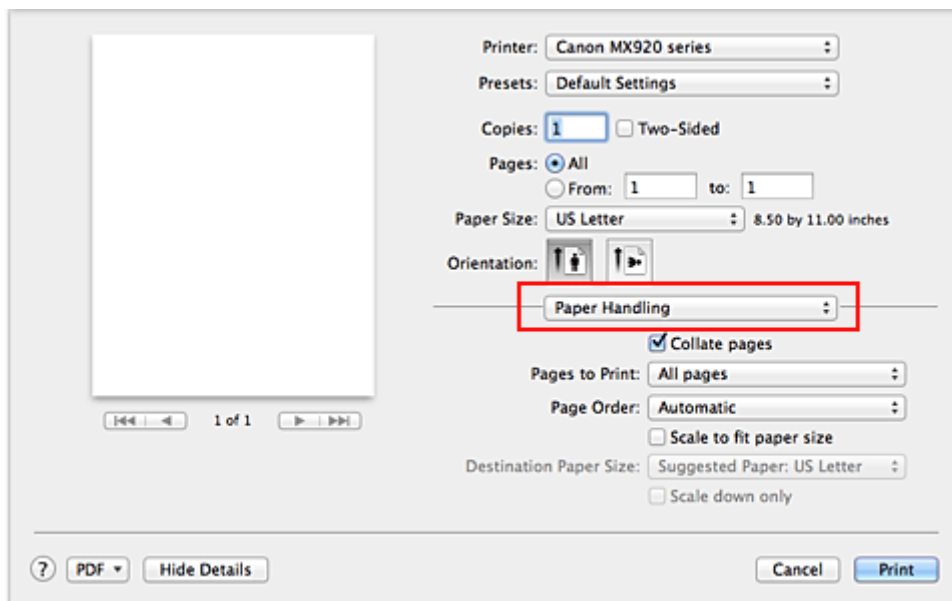 Printer: Canon MX920 series
Presets: Default Settings
Copies: 1 Two-Sided
Pages: All
From: 1 to: 1
Paper Size: US Letter 8.50 by 11.00 inches
Orientation:
Paper Handling
Collate pages
Pages to Print: All pages
1 of 1
Page Order: Automatic
Scale to fit paper size
Destination Paper Size: Suggested Paper: US Letter
Scale down only
? PDF Hide Details Cancel Print